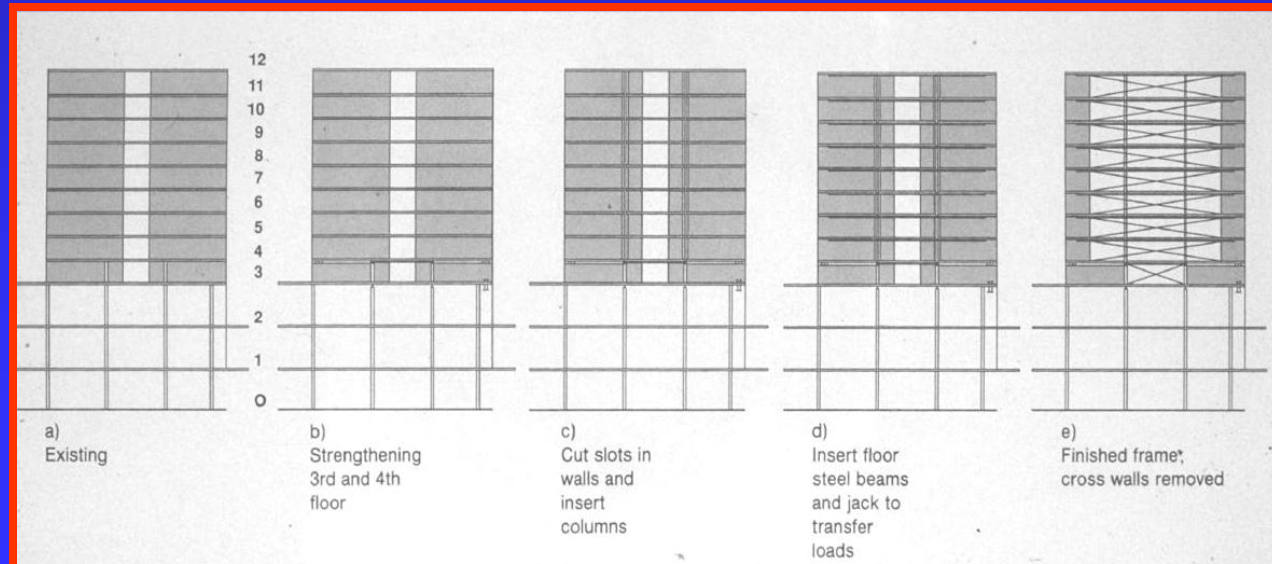 12
11
10
9
8
7
6
5
4
3
2
1
0
a)
Existing
b)
Strengthening
3rd and 4th
floor
c)
Cut slots in
walls and
insert
columns
d)
Insert floor
steel beams
and jack to
transfer
loads
e)
Finished frame,
cross walls removed